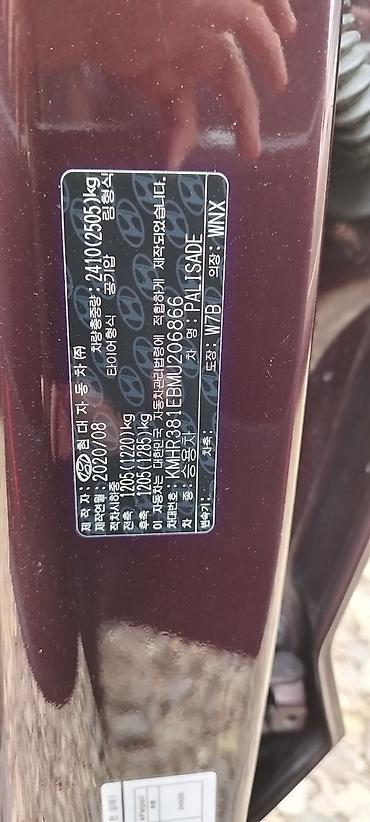 제 작 자 : 현 대 자 동 차 (주)
제작연월 : 2020/08 차량총중량 : 2410(2505)kg
적차시하중 타이어형식 공기압 림형식
전축 1205(1220)kg
후축 1205(1285)kg
이 자동차는 대한민국 자동차관리법령에 적합하게 제작되었습니다.
차대번호 : KMHR381EBMU206866
차 종 : 승용차 차 명 : PALISADE
변속기 : 차축 : 도장 : W7B 의장 : WNX